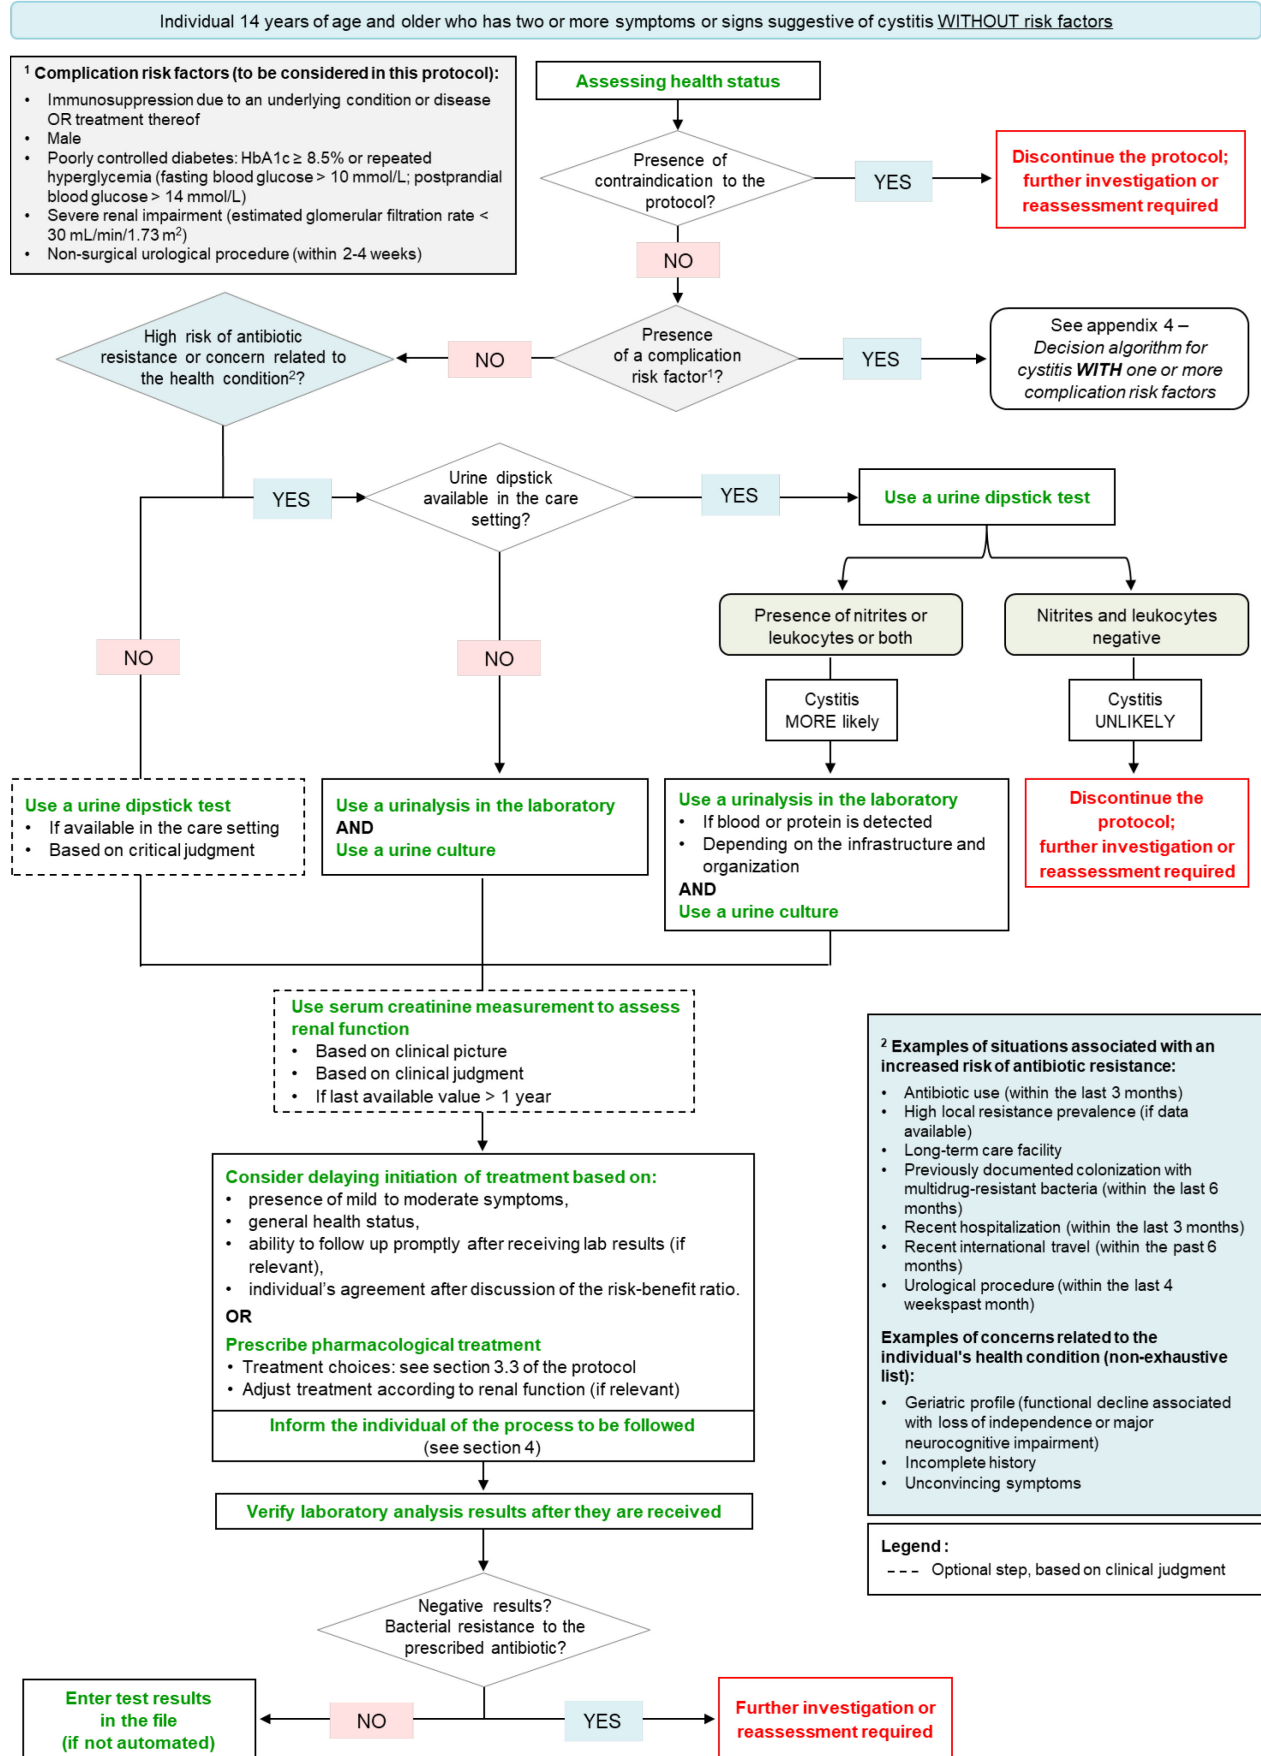 Individual 14 years of age and older who has two or more symptoms or signs suggestive of cystitis WITHOUT risk factors
¹ Complication risk factors (to be considered in this protocol):
• Immunosuppression due to an underlying condition or disease
OR treatment thereof
• Male
• Poorly controlled diabetes: HbA1c ≥ 8.5% or repeated
hyperglycemia (fasting blood glucose > 10 mmol/L; postprandial
blood glucose > 14 mmol/L)
• Severe renal impairment (estimated glomerular filtration rate <
30 mL/min/1.73 m²)
• Non-surgical urological procedure (within 2-4 weeks)
Assessing health status
Presence of
contraindication to the
protocol?
YES
Discontinue the protocol;
further investigation or
reassessment required
NO
Presence
of a complication
risk factor¹?
YES
See appendix 4 –
Decision algorithm for
cystitis WITH one or more
complication risk factors
NO
High risk of antibiotic
resistance or concern related to
the health condition²?
YES
Urine dipstick
available in the care
setting?
YES
Use a urine dipstick test
Presence of nitrites or
leukocytes or both
Nitrites and leukocytes
negative
NO
NO
Cystitis
MORE likely
Cystitis
UNLIKELY
Use a urine dipstick test
• If available in the care setting
• Based on critical judgment
Use a urinalysis in the laboratory
AND
Use a urine culture
Use a urinalysis in the laboratory
• If blood or protein is detected
• Depending on the infrastructure and
organization
AND
Use a urine culture
Discontinue the
protocol;
further investigation or
reassessment required
Use serum creatinine measurement to assess
renal function
• Based on clinical picture
• Based on clinical judgment
• If last available value > 1 year
Consider delaying initiation of treatment based on:
• presence of mild to moderate symptoms,
• general health status,
• ability to follow up promptly after receiving lab results (if
relevant),
• individual's agreement after discussion of the risk-benefit ratio.
OR
Prescribe pharmacological treatment
• Treatment choices: see section 3.3 of the protocol
• Adjust treatment according to renal function (if relevant)
Inform the individual of the process to be followed
(see section 4)
Verify laboratory analysis results after they are received
Negative results?
Bacterial resistance to the
prescribed antibiotic?
NO
Enter test results
in the file
(if not automated)
YES
Further investigation or
reassessment required
² Examples of situations associated with an
increased risk of antibiotic resistance:
• Antibiotic use (within the last 3 months)
• High local resistance prevalence (if data
available)
• Long-term care facility
• Previously documented colonization with
multidrug-resistant bacteria (within the last 6
months)
• Recent hospitalization (within the last 3 months)
• Recent international travel (within the past 6
months)
• Urological procedure (within the last 4
weekspast month)
Examples of concerns related to the
individual's health condition (non-exhaustive
list):
• Geriatric profile (functional decline associated
with loss of independence or major
neurocognitive impairment)
• Incomplete history
• Unconvincing symptoms
Legend :
--- Optional step, based on clinical judgment